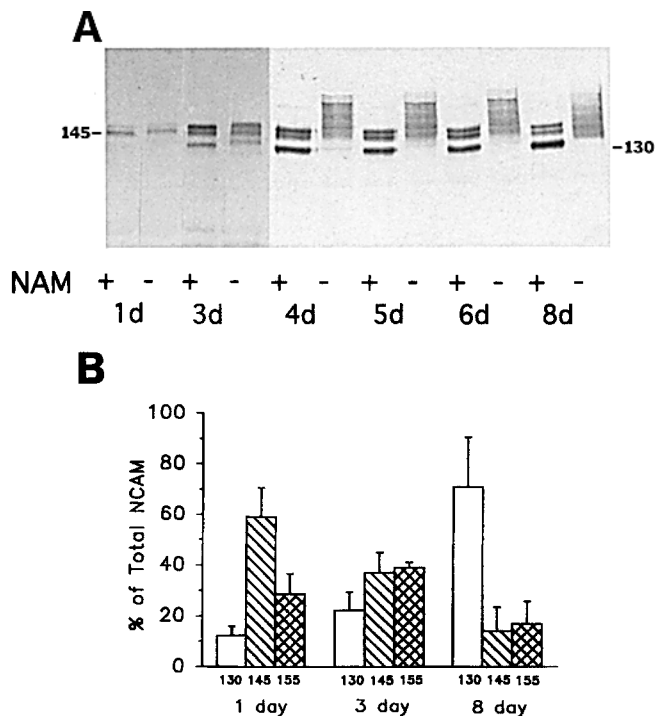 A
145-
-130
NAM + - + - + - + - + - + -
1d 3d 4d 5d 6d 8d
B
% of Total NCAM
100
80
60
40
20
0
130 145 155 130 145 155 130 145 155
1 day 3 day 8 day